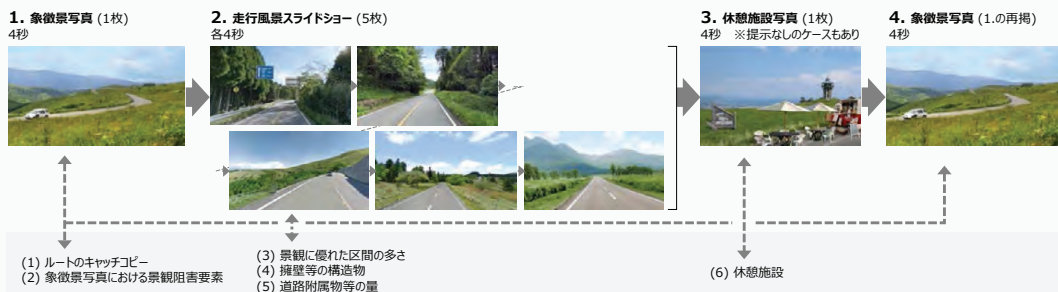 1. 象徴景写真 (1枚)
4秒
2. 走行風景スライドショー (5枚)
各4秒
3. 休憩施設写真 (1枚)
4秒 ※提示なしのケースもあり
4. 象徴景写真 (1.の再掲)
4秒
(1) ルートのキャッチコピー
(2) 象徴景写真における景観阻害要素
(3) 景観に優れた区間の多さ
(4) 擁壁等の構造物
(5) 道路附属物等の量
(6) 休憩施設